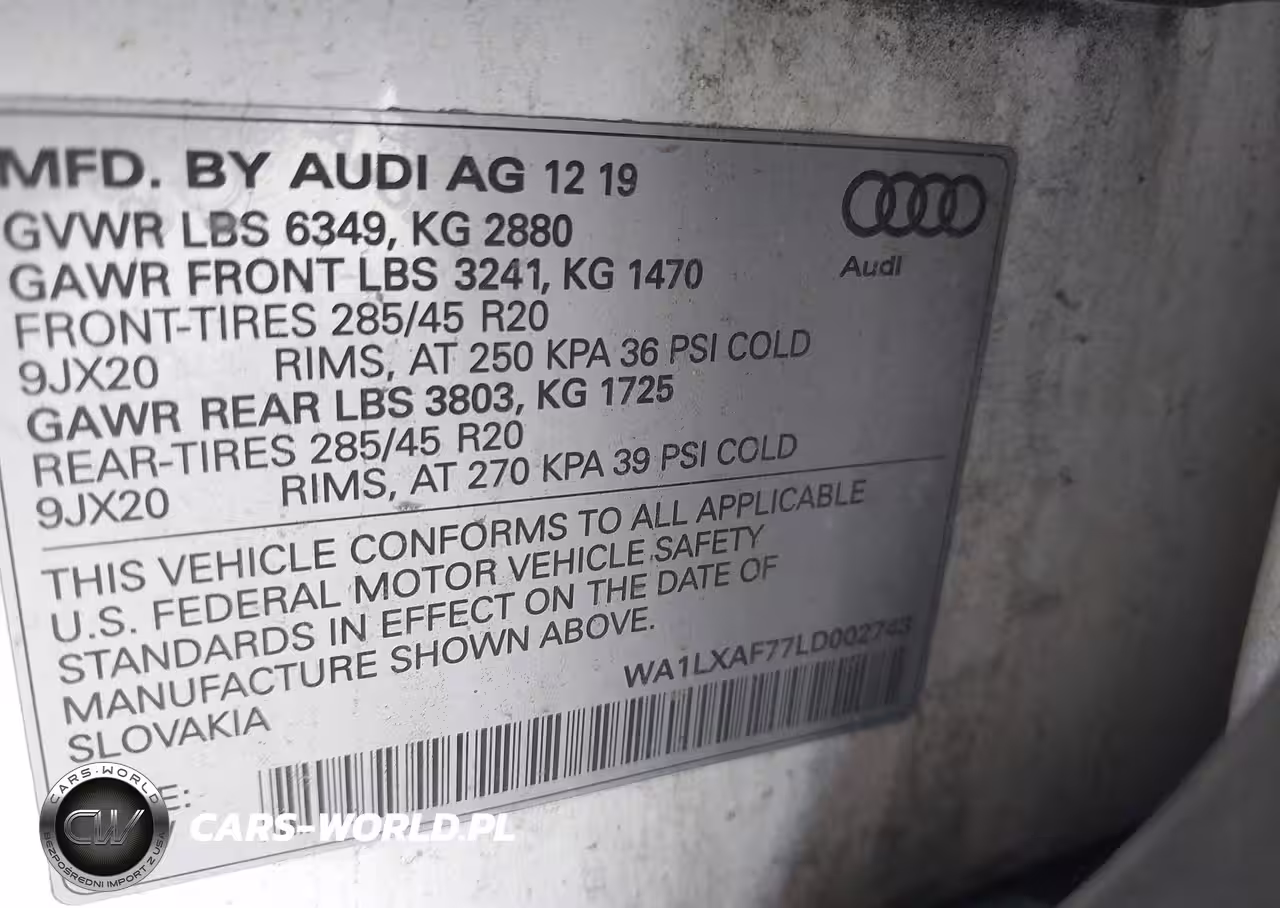 MFD. BY AUDI AG 12 19
GVWR LBS 6349, KG 2880
GAWR FRONT LBS 3241, KG 1470
FRONT-TIRES 285/45 R20
9JX20 RIMS, AT 250 KPA 36 PSI COLD
GAWR REAR LBS 3803, KG 1725
REAR-TIRES 285/45 R20
9JX20 RIMS, AT 270 KPA 39 PSI COLD
Audi
THIS VEHICLE CONFORMS TO ALL APPLICABLE
U.S. FEDERAL MOTOR VEHICLE SAFETY
STANDARDS IN EFFECT ON THE DATE OF
MANUFACTURE SHOWN ABOVE.
WA1LXAF77LD002743
SLOVAKIA
CARS-WORLD
CW
BEZPOŚREDNI IMPORT Z USA
CARS-WORLD.PL